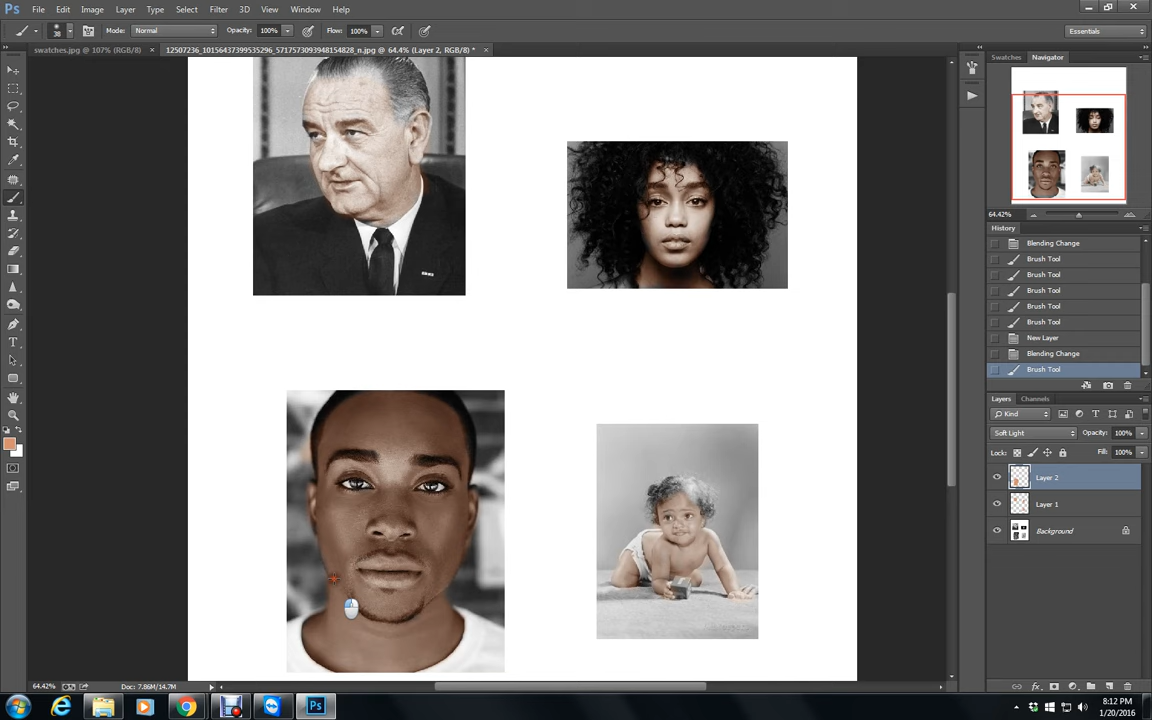 Ps File Edit Image Layer Type Select Filter 3D View Window Help
38 Mode: Normal Opacity: 100% Flow: 100% Essentials
swatches.jpg @ 107% (RGB/8) × 12507236_10156437399535296_5717573093948154828_n.jpg @ 64.4% (Layer 2, RGB/8) * ×
Swatches Navigator
64.42%
History
Blending Change
Brush Tool
Brush Tool
Brush Tool
Brush Tool
Brush Tool
New Layer
Blending Change
Brush Tool
Layers Channels
Kind
Soft Light Opacity: 100%
Lock: Fill: 100%
Layer 2
Layer 1
Background
64.42% Doc: 7.86M/14.7M
Ps
8:12 PM
1/20/2016